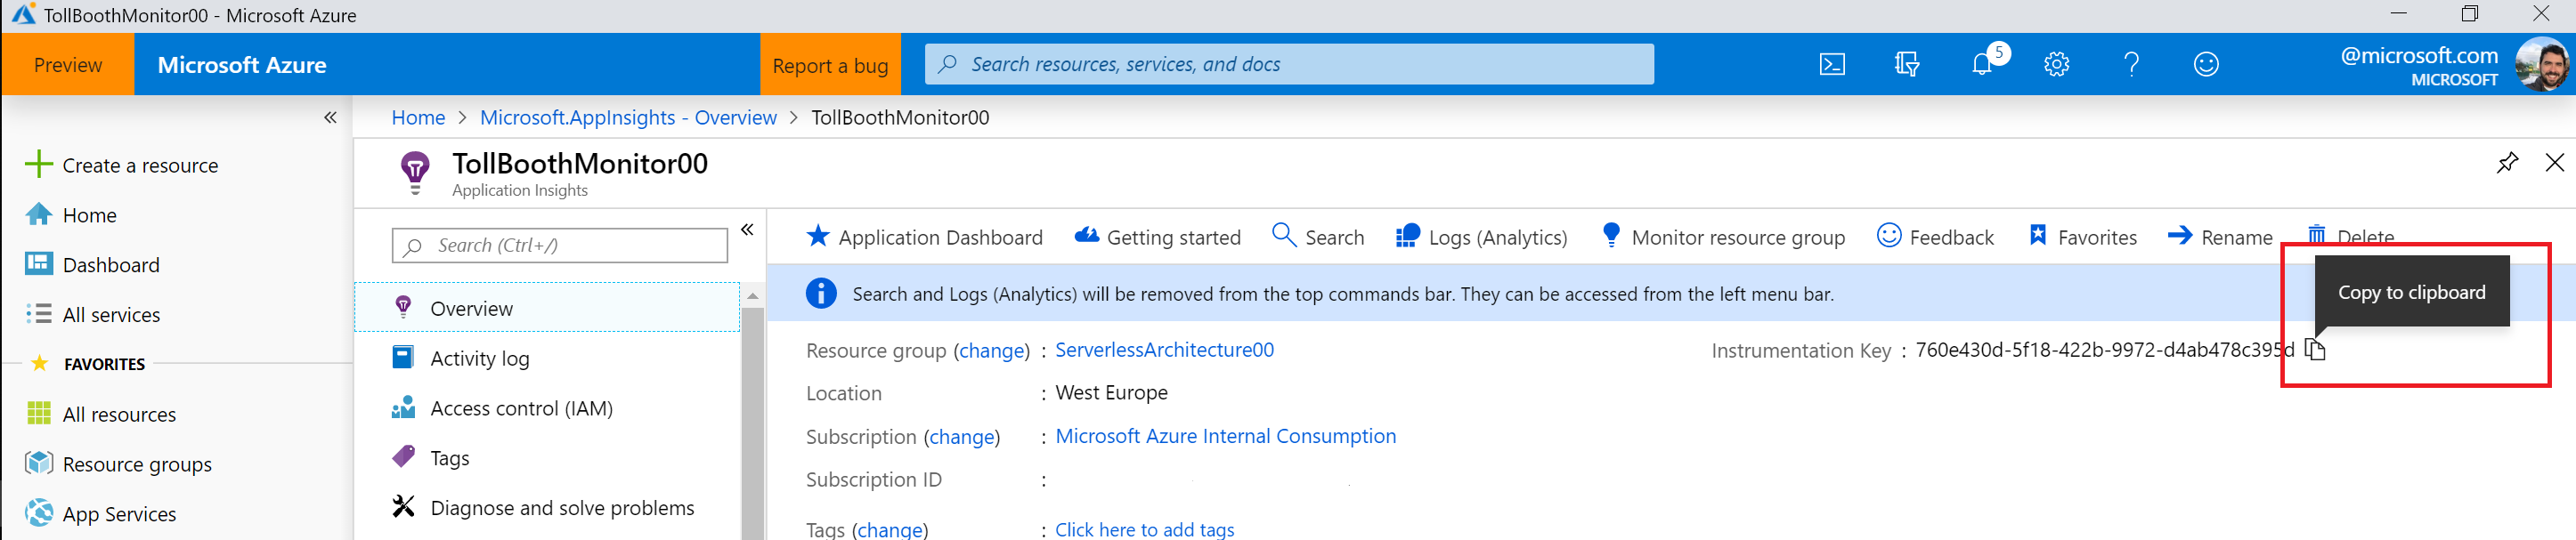 TollBoothMonitor00 - Microsoft Azure
Preview
Microsoft Azure
Report a bug
Search resources, services, and docs
5
@microsoft.com
MICROSOFT
«
Home > Microsoft.AppInsights - Overview > TollBoothMonitor00
Create a resource
Home
Dashboard
All services
FAVORITES
All resources
Resource groups
App Services
TollBoothMonitor00
Application Insights
Search (Ctrl+/)
«
Overview
Activity log
Access control (IAM)
Tags
Diagnose and solve problems
Application Dashboard Getting started Search Logs (Analytics) Monitor resource group Feedback Favorites Rename Delete
Search and Logs (Analytics) will be removed from the top commands bar. They can be accessed from the left menu bar.
Copy to clipboard
Resource group (change) : ServerlessArchitecture00
Instrumentation Key : 760e430d-5f18-422b-9972-d4ab478c395d
Location : West Europe
Subscription (change) : Microsoft Azure Internal Consumption
Subscription ID :
Tags (change) : Click here to add tags